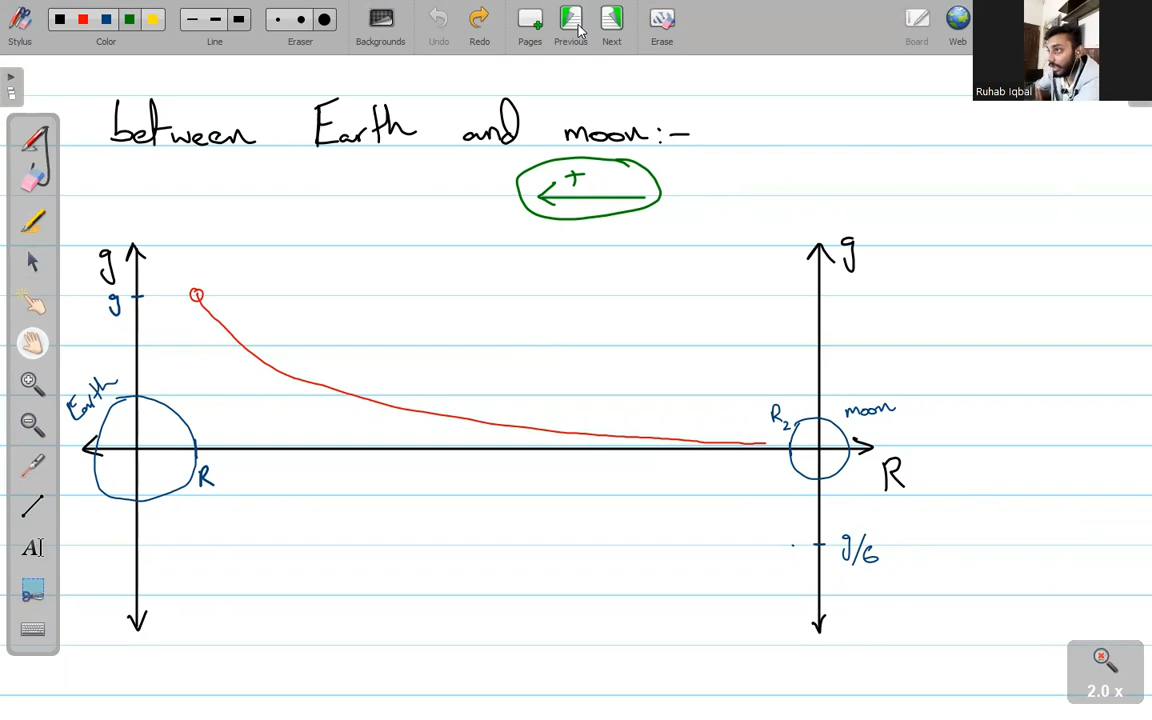 Stylus
Color
Line
Eraser
Backgrounds
Undo
Redo
Pages
Previous
Next
Erase
Board
Web
Ruhab Iqbal
between Earth and moon:-
+
g
g
g
Earth
R
R2
moon
R
g/6
AI
2.0 x